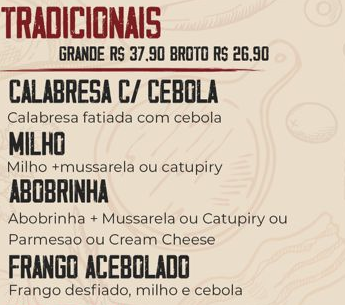 TRADICIONAIS
GRANDE R$ 37.90 BROTO R$ 26.90
CALABRESA C/ CEBOLA
Calabresa fatiada com cebola
MILHO
Milho +mussarela ou catupiry
ABOBRINHA
Abobrinha + Mussarela ou Catupiry ou
Parmesao ou Cream Cheese
FRANGO ACEBOLADO
Frango desfiado, milho e cebola